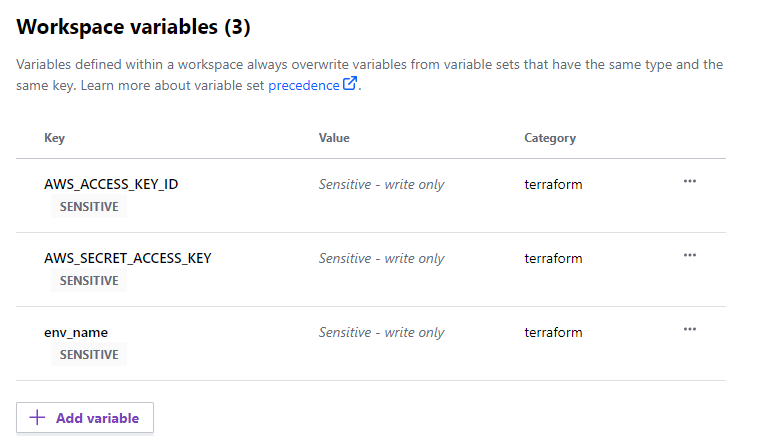 Workspace variables (3)
Variables defined within a workspace always overwrite variables from variable sets that have the same type and the
same key. Learn more about variable set precedence.
Key Value Category
AWS_ACCESS_KEY_ID Sensitive - write only terraform
SENSITIVE
AWS_SECRET_ACCESS_KEY Sensitive - write only terraform
SENSITIVE
env_name Sensitive - write only terraform
SENSITIVE
+ Add variable